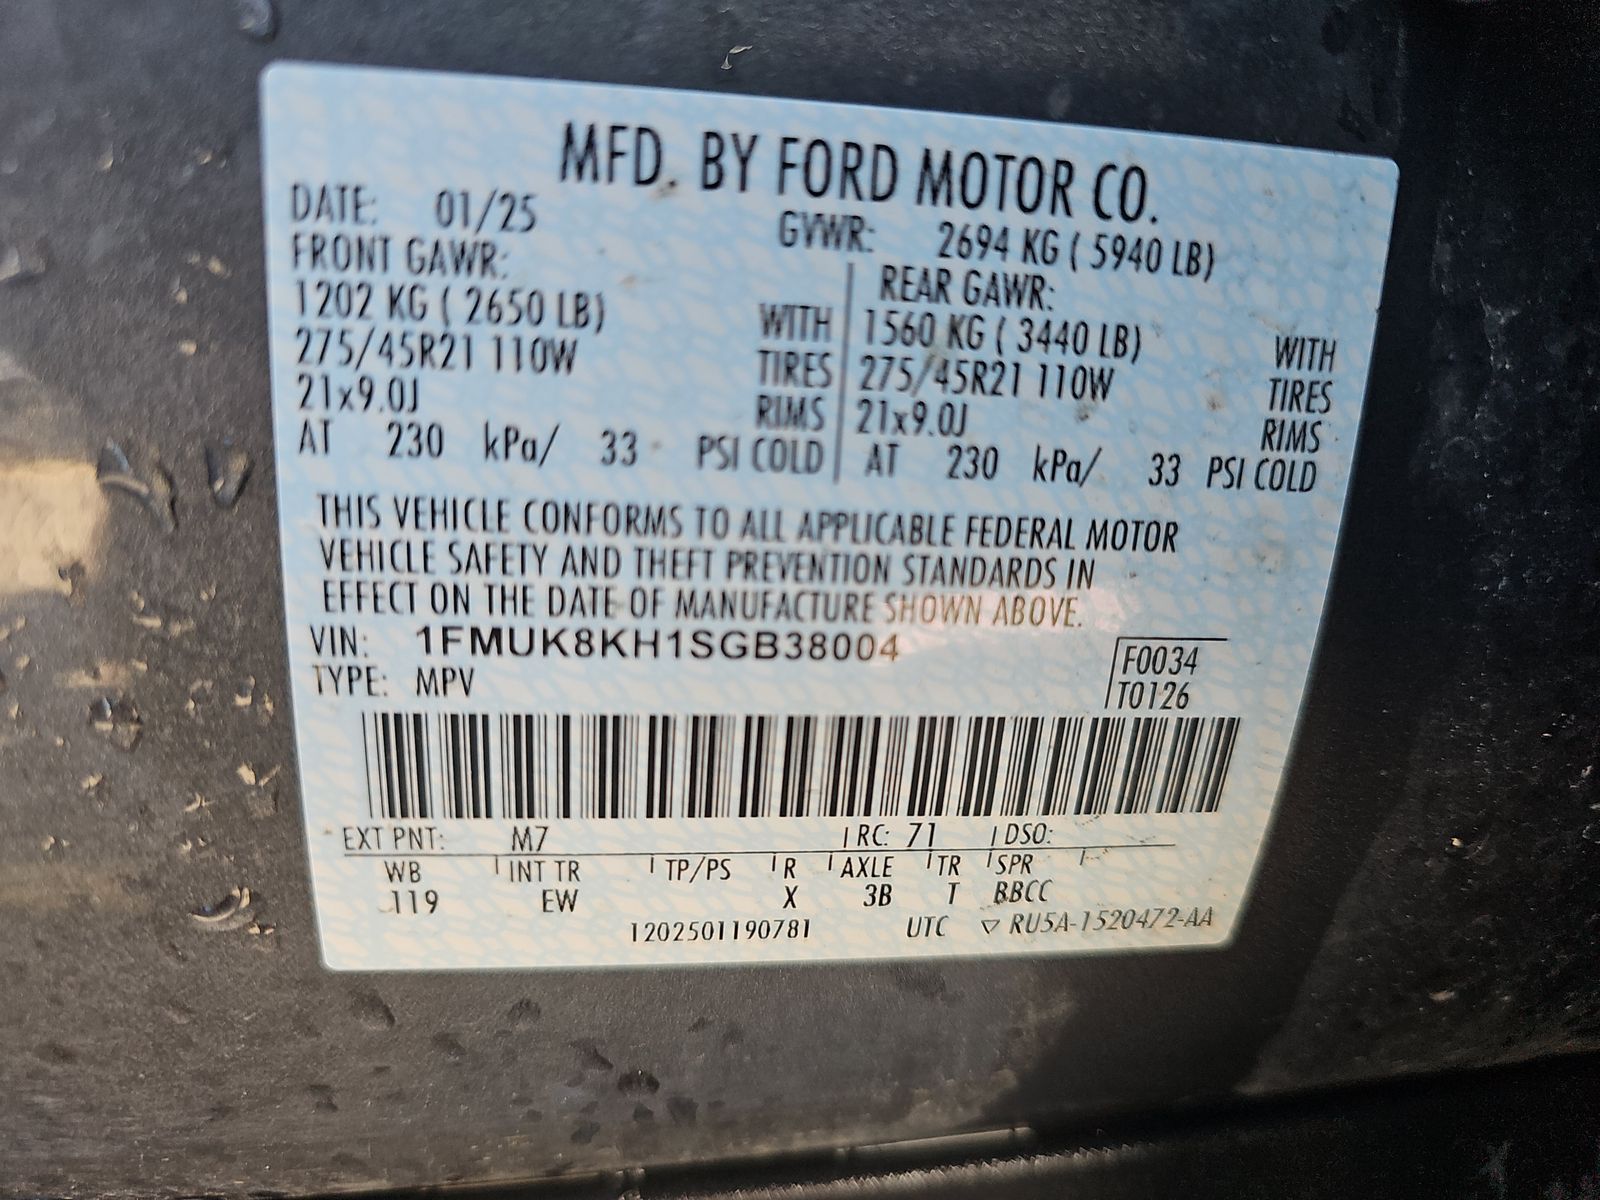 MFD. BY FORD MOTOR CO.
DATE: 01/25 GVWR: 2694 KG ( 5940 LB)
FRONT GAWR: REAR GAWR:
1202 KG ( 2650 LB) WITH 1560 KG ( 3440 LB) WITH
275/45R21 110W TIRES 275/45R21 110W TIRES
21x9.0J RIMS 21x9.0J RIMS
AT 230 kPa/ 33 PSI COLD AT 230 kPa/ 33 PSI COLD
THIS VEHICLE CONFORMS TO ALL APPLICABLE FEDERAL MOTOR
VEHICLE SAFETY AND THEFT PREVENTION STANDARDS IN
EFFECT ON THE DATE OF MANUFACTURE SHOWN ABOVE.
VIN: 1FMUK8KH1SGB38004 F0034
TYPE: MPV T0126
EXT PNT: M7 RC: 71 DSO:
WB INT TR TP/PS R AXLE TR SPR
119 EW X 3B T BBCC
1202501190781 UTC ▽ RU5A-1520472-AA